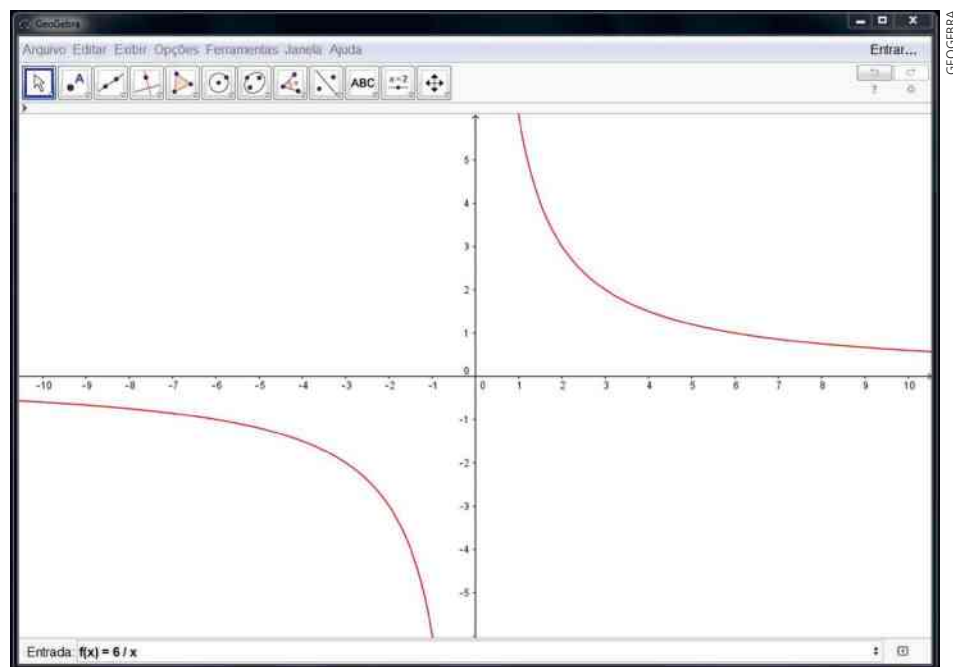 GeoGebra
Arquivo Editar Exibir Opções Ferramentas Janela Ajuda
Entrar...
GEOGEBRA
A
ABC
a=2
?
5
4
3
2
1
0
-10 -9 -8 -7 -6 -5 -4 -3 -2 -1 0 1 2 3 4 5 6 7 8 9 10
-1
-2
-3
-4
-5
Entrada: f(x) = 6 / x